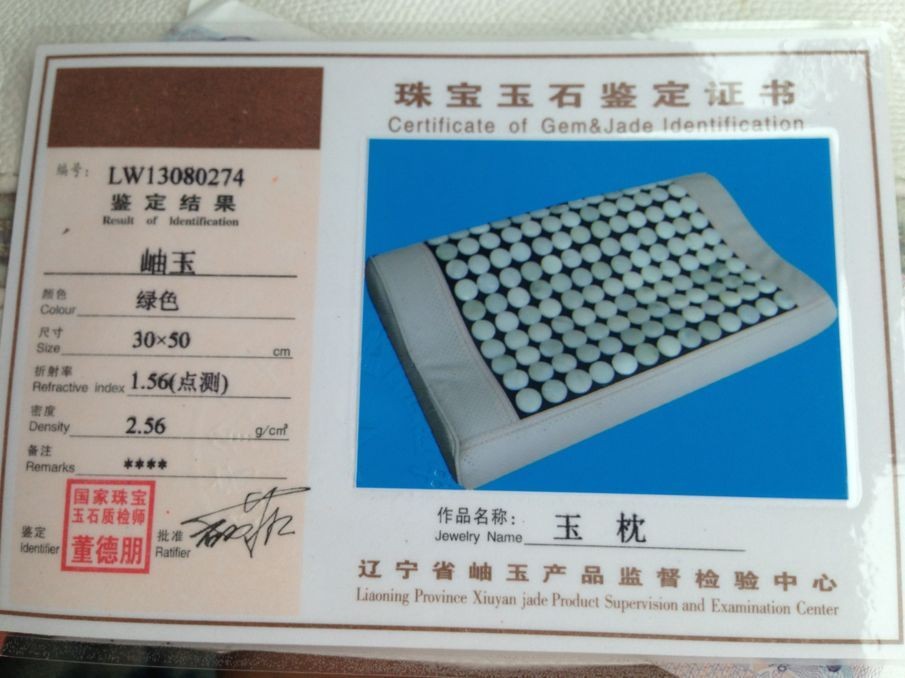 编号: LW13080274
鉴定结果
Result of Identification
岫玉
颜色
Colour 绿色
尺寸
Size 30×50 cm
折射率
Refractive index 1.56(点测)
密度
Density 2.56 g/cm³
备注
Remarks ****
国家珠宝
玉石质检师
董德朋
鉴定
Identifier
批准
Ratifier
珠宝玉石鉴定证书
Certificate of Gem&Jade Identification
作品名称:
Jewelry Name 玉枕
辽宁省岫玉产品监督检验中心
Liaoning Province Xiuyan jade Product Supervision and Examination Center